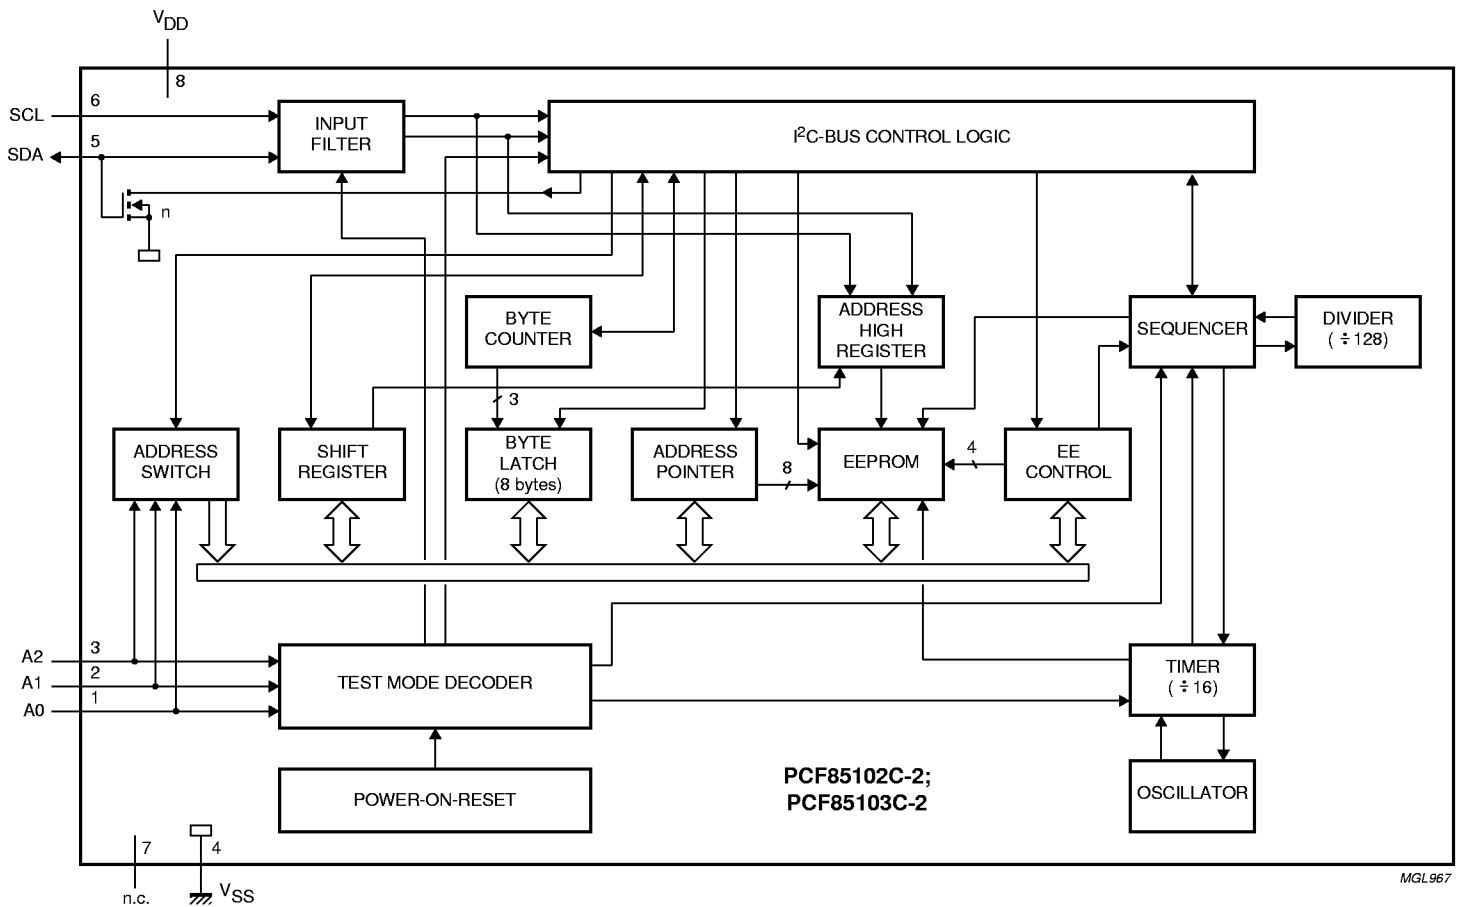 VDD
8
SCL
6
INPUT
FILTER
I²C-BUS CONTROL LOGIC
SDA
5
n
BYTE
COUNTER
ADDRESS
HIGH
REGISTER
SEQUENCER
DIVIDER
( ÷ 128)
3
ADDRESS
SWITCH
SHIFT
REGISTER
BYTE
LATCH
(8 bytes)
ADDRESS
POINTER
8
EEPROM
4
EE
CONTROL
A2
3
A1
2
A0
1
TEST MODE DECODER
TIMER
( ÷ 16)
POWER-ON-RESET
PCF85102C-2;
PCF85103C-2
OSCILLATOR
7
4
n.c.
VSS
MGL967